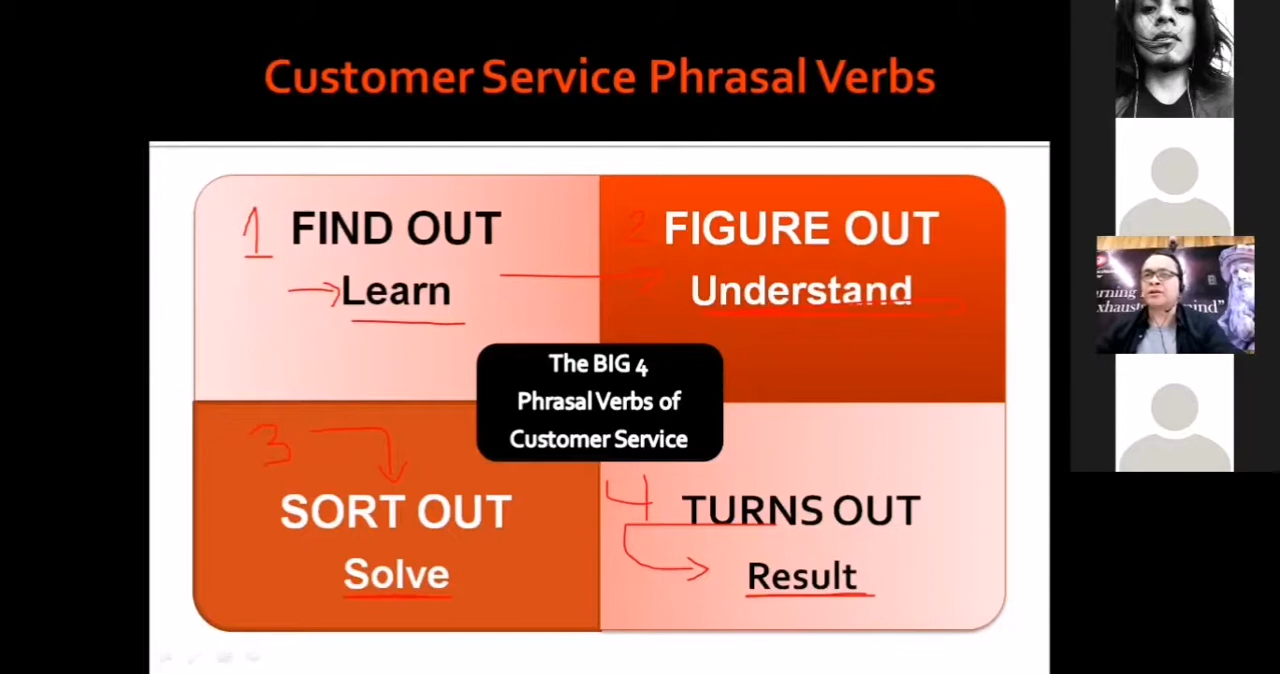 Customer Service Phrasal Verbs
1 FIND OUT
Learn
2 FIGURE OUT
Understand
The BIG 4
Phrasal Verbs of
Customer Service
3
SORT OUT
Solve
4 TURNS OUT
Result